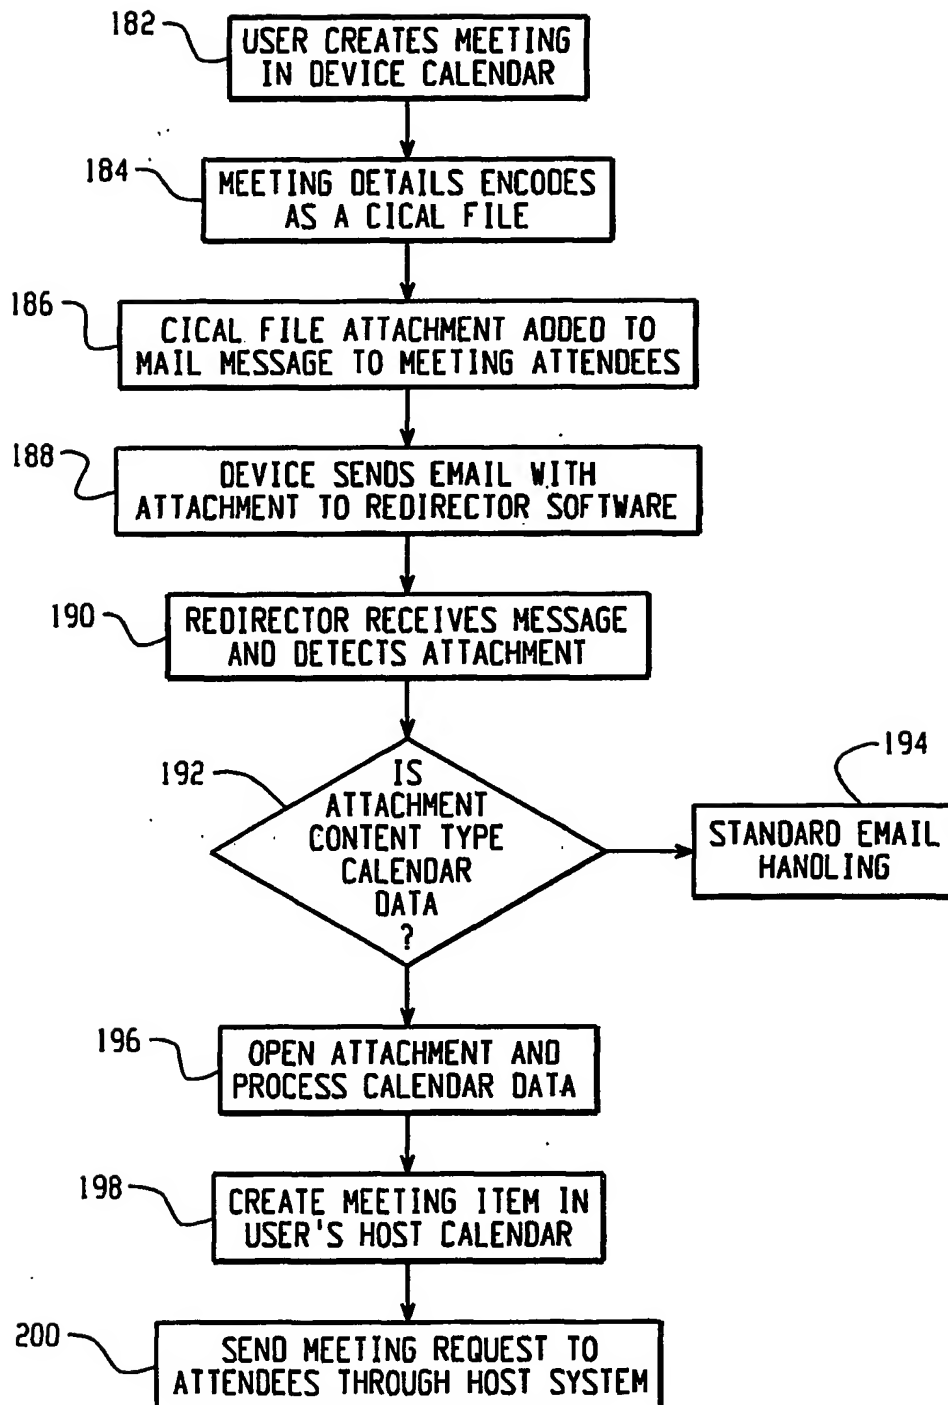 182
USER CREATES MEETING
IN DEVICE CALENDAR
184
MEETING DETAILS ENCODES
AS A CICAL FILE
186
CICAL FILE ATTACHMENT ADDED TO
MAIL MESSAGE TO MEETING ATTENDEES
188
DEVICE SENDS EMAIL WITH
ATTACHMENT TO REDIRECTOR SOFTWARE
190
REDIRECTOR RECEIVES MESSAGE
AND DETECTS ATTACHMENT
192
IS
ATTACHMENT
CONTENT TYPE
CALENDAR
DATA
?
194
STANDARD EMAIL
HANDLING
196
OPEN ATTACHMENT AND
PROCESS CALENDAR DATA
198
CREATE MEETING ITEM IN
USER'S HOST CALENDAR
200
SEND MEETING REQUEST TO
ATTENDEES THROUGH HOST SYSTEM